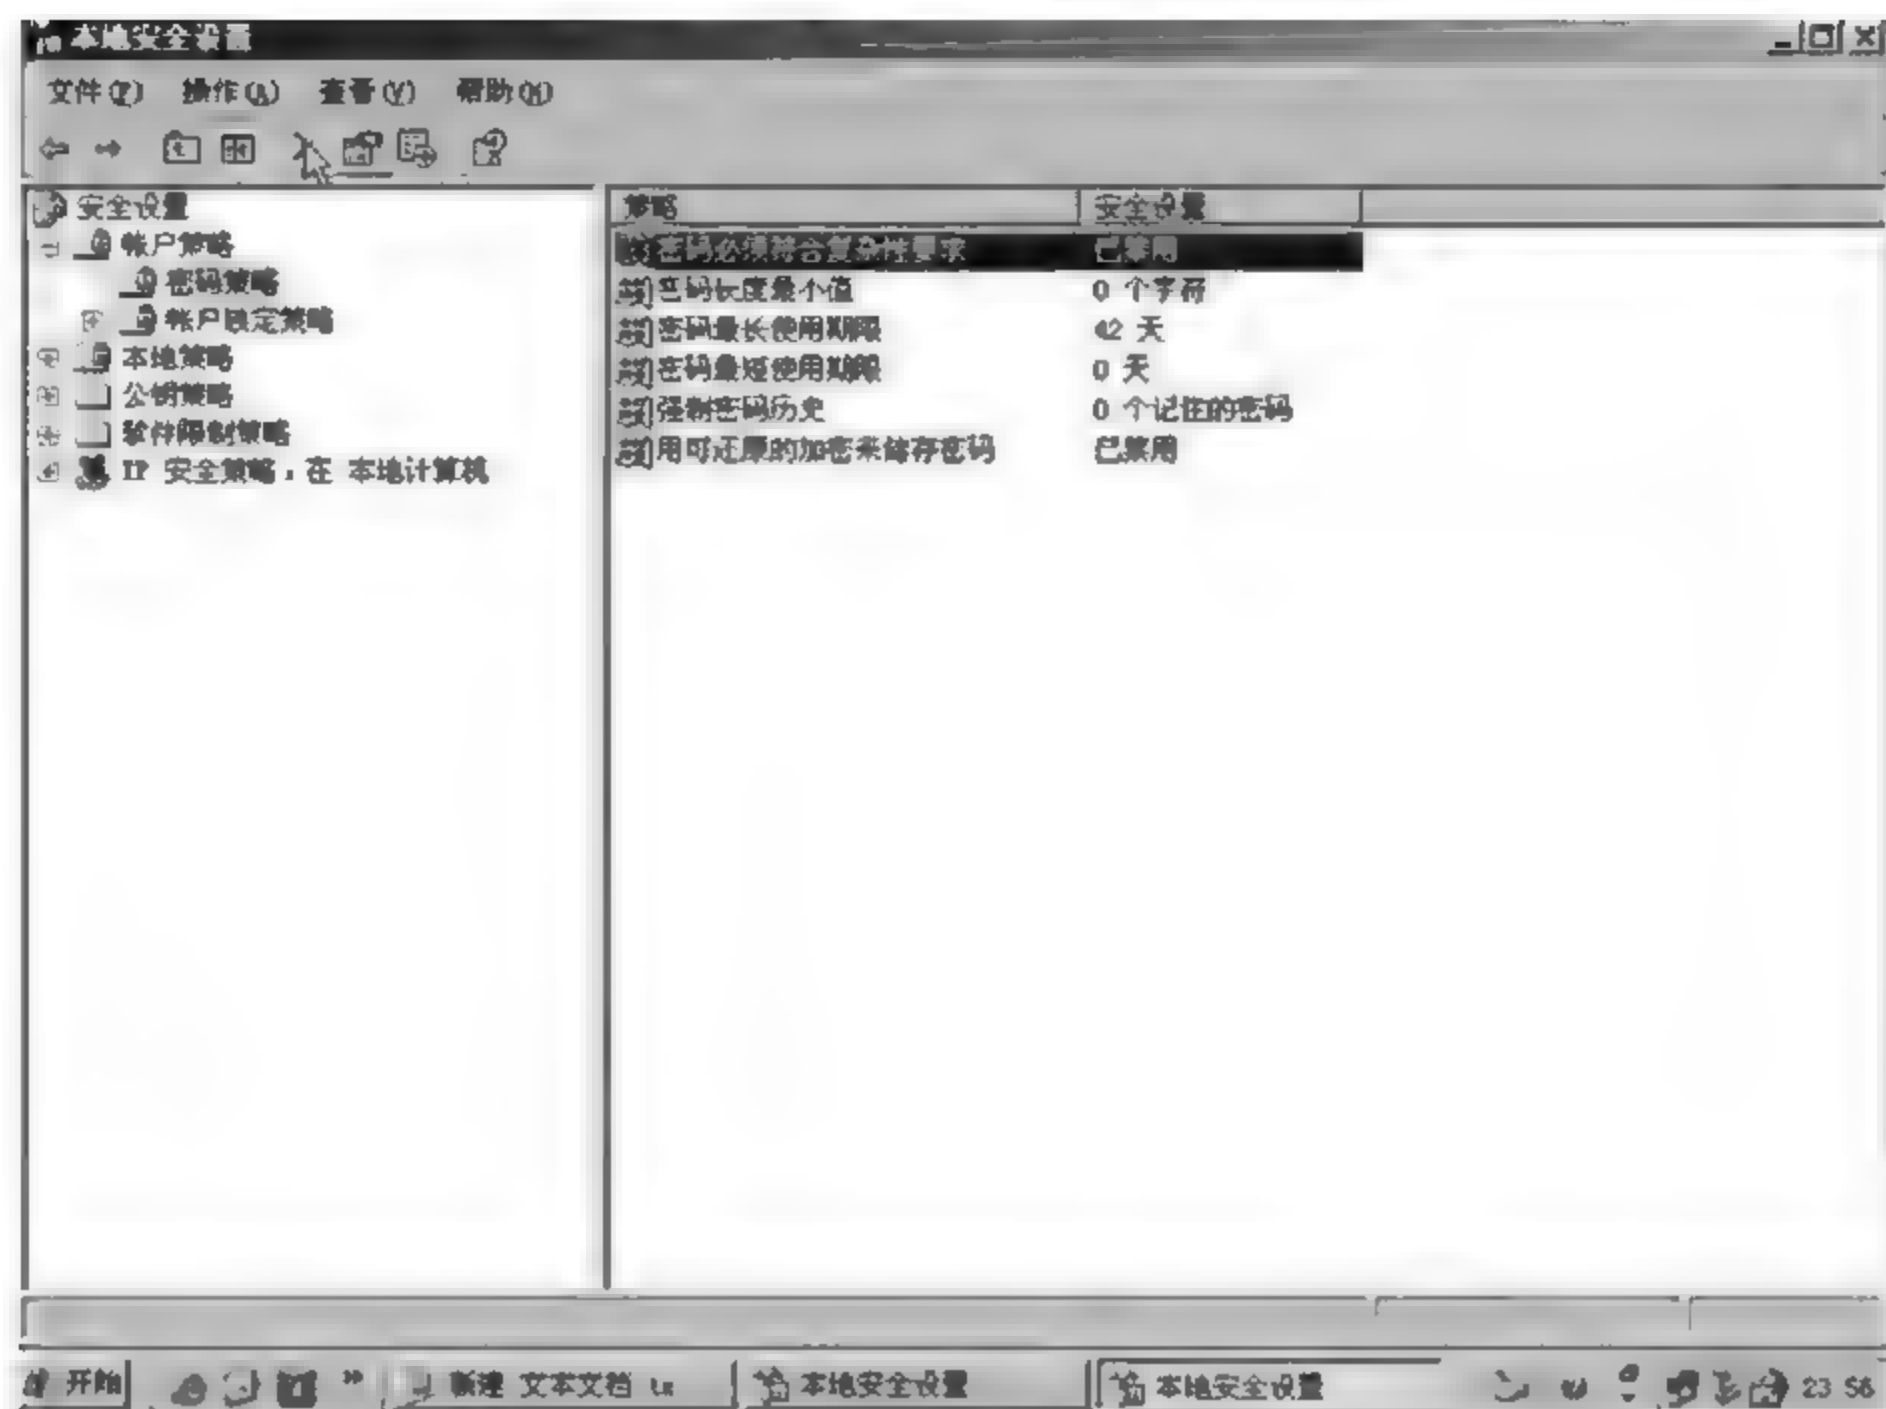 本地安全设置
文件(F) 操作(A) 查看(V) 帮助(H)
安全设置
帐户策略
密码策略
帐户锁定策略
本地策略
公钥策略
软件限制策略
IP 安全策略，在 本地计算机
策略 安全设置
密码必须符合复杂性要求 已禁用
密码长度最小值 0 个字符
密码最长使用期限 42 天
密码最短使用期限 0 天
强制密码历史 0 个记住的密码
用可还原的加密来储存密码 已禁用
开始 » 新建 文本文档 本地安全设置 本地安全设置 23 56